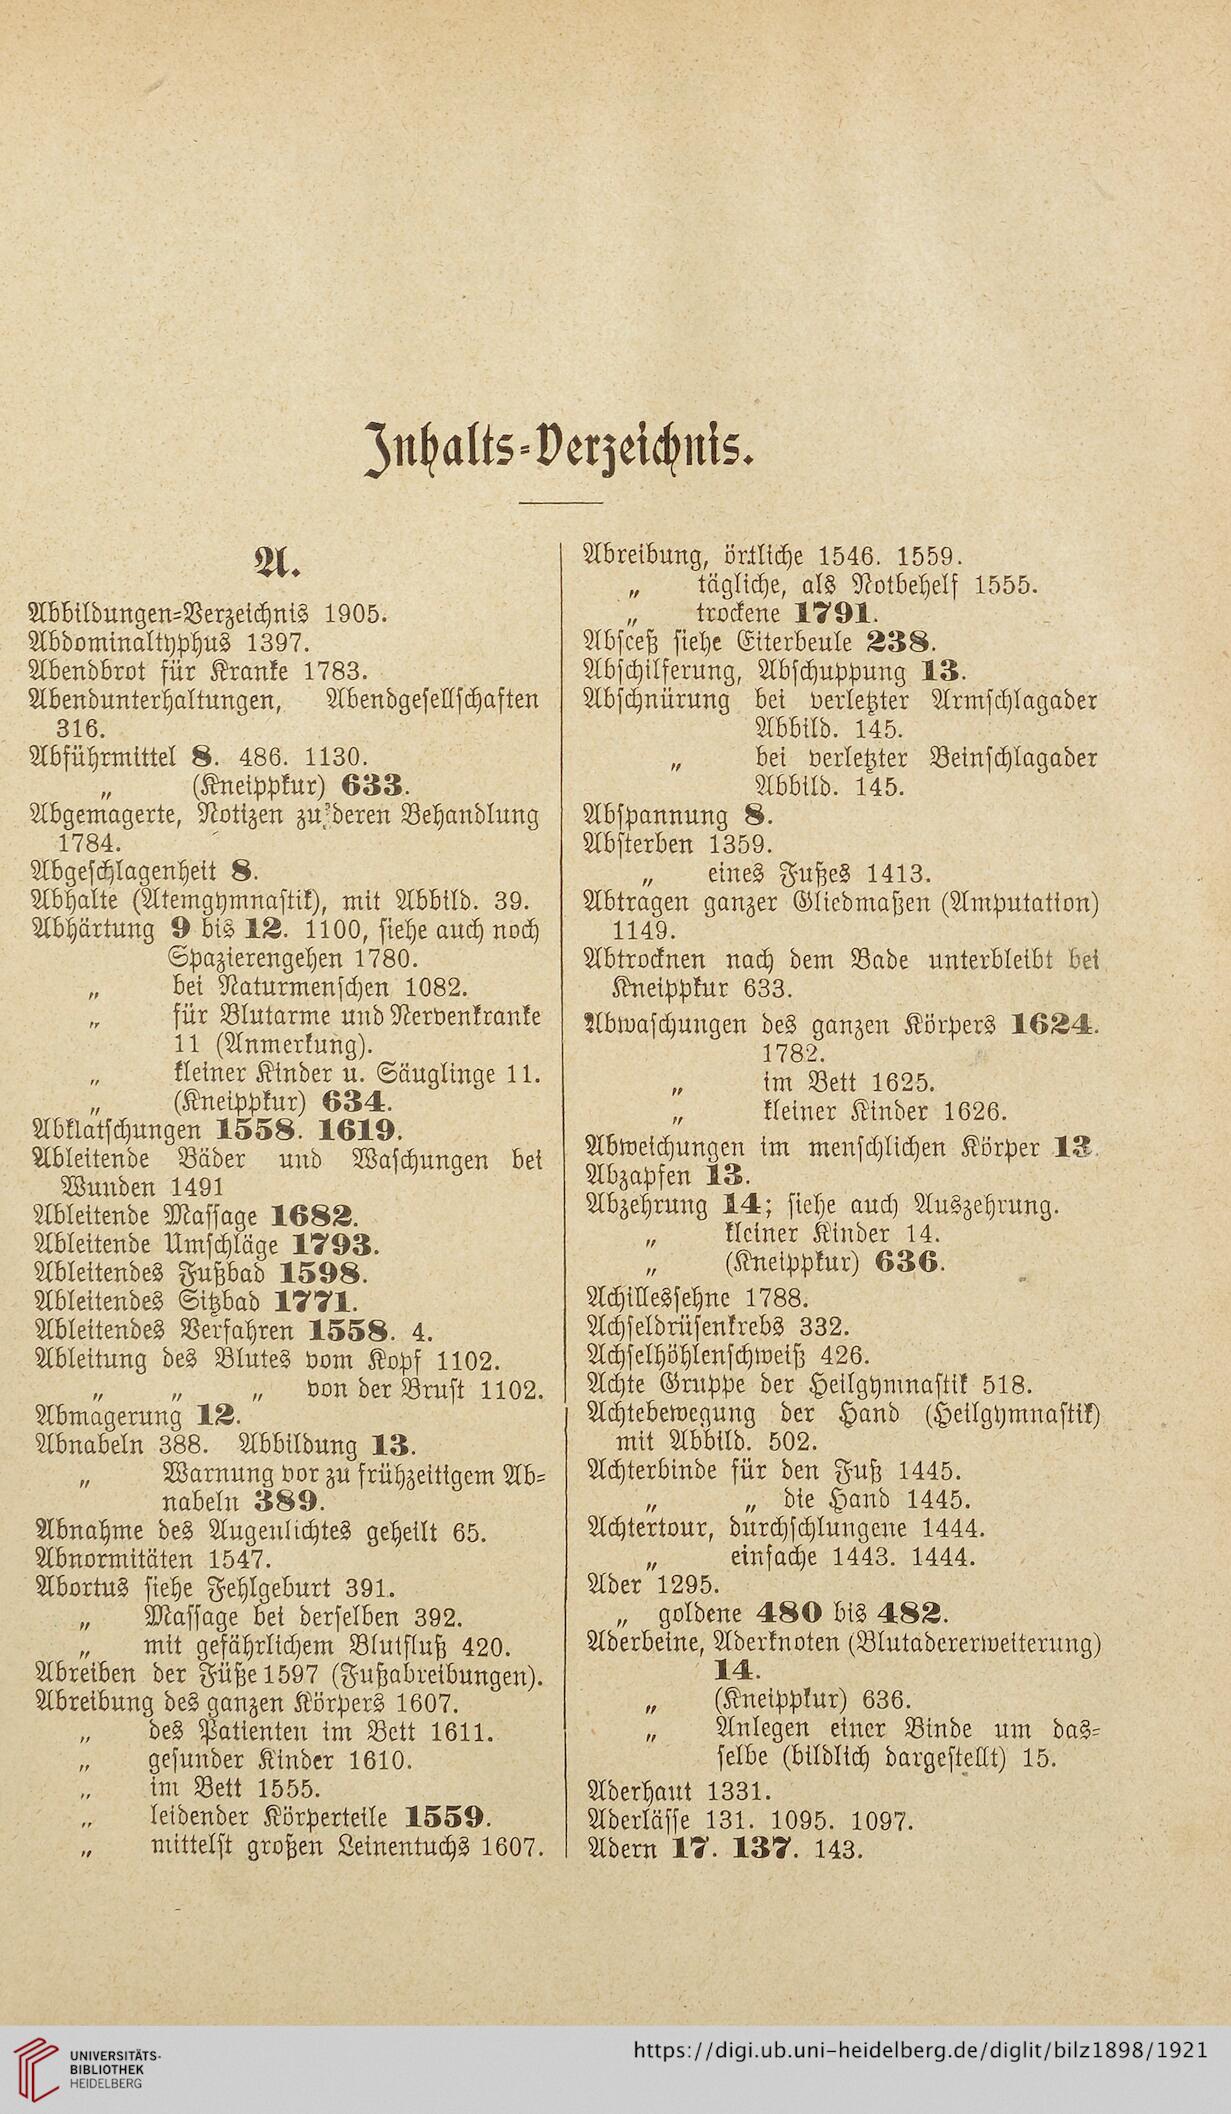 Inhalts-Verzeichnis.
A.
Abbildungen-Verzeichnis 1905.
Abdominaltyphus 1397.
Abendbrot für Kranke 1783.
Abendunterhaltungen, Abendgesellschaften
316.
Abführmittel 8. 486. 1130.
„ (Kneippkur) 633.
Abgemagerte, Notizen zu deren Behandlung
1784.
Abgeschlagenheit 8.
Abhalte (Atemgymnastik), mit Abbild. 39.
Abhärtung 9 bis 12. 1100, siehe auch noch
Spazierengehen 1780.
„ bei Naturmenschen 1082.
„ für Blutarme und Nervenkranke
11 (Anmerkung).
„ kleiner Kinder u. Säuglinge 11.
„ (Kneippkur) 634.
Abklatschungen 1558. 1619.
Ableitende Bäder und Waschungen bei
Wunden 1491
Ableitende Massage 1682.
Ableitende Umschläge 1793.
Ableitendes Fußbad 1598.
Ableitendes Sitzbad 1771.
Ableitendes Verfahren 1558. 4.
Ableitung des Blutes vom Kopf 1102.
„ „ „ von der Brust 1102.
Abmagerung 12.
Abnabeln 388. Abbildung 13.
„ Warnung vor zu frühzeitigem Ab-
nabeln 389.
Abnahme des Augenlichtes geheilt 65.
Abnormitäten 1547.
Abortus siehe Fehlgeburt 391.
„ Massage bei derselben 392.
„ mit gefährlichem Blutfluß 420.
Abreiben der Füße 1597 (Fußabreibungen).
Abreibung des ganzen Körpers 1607.
„ des Patienten im Bett 1611.
„ gesunder Kinder 1610.
„ im Bett 1555.
„ leidender Körperteile 1559.
„ mittelst großen Leinentuchs 1607.
Abreibung, örtliche 1546. 1559.
„ tägliche, als Notbehelf 1555.
„ trockene 1791.
Absceß siehe Eiterbeule 238.
Abschilferung, Abschuppung 13.
Abschnürung bei verletzter Armschlagader
Abbild. 145.
„ bei verletzter Beinschlagader
Abbild. 145.
Abspannung 8.
Absterben 1359.
„ eines Fußes 1413.
Abtragen ganzer Gliedmaßen (Amputation)
1149.
Abtrocknen nach dem Bade unterbleibt bei
Kneippkur 633.
Abwaschungen des ganzen Körpers 1624.
1782.
„ im Bett 1625.
„ kleiner Kinder 1626.
Abweichungen im menschlichen Körper 13.
Abzapfen 13.
Abzehrung 14; siehe auch Auszehrung.
„ kleiner Kinder 14.
„ (Kneippkur) 636.
Achillessehne 1788.
Achseldrüsenkrebs 332.
Achselhöhlenschweiß 426.
Achte Gruppe der Heilgymnastik 518.
Achtebewegung der Hand (Heilgymnastik)
mit Abbild. 502.
Achterbinde für den Fuß 1445.
„ „ die Hand 1445.
Achtertour, durchschlungene 1444.
„ einfache 1443. 1444.
Ader 1295.
„ goldene 480 bis 482.
Aderbeine, Aderknoten (Blutadererweiterung)
14.
„ (Kneippkur) 636.
„ Anlegen einer Binde um das-
selbe (bildlich dargestellt) 15.
Aderhaut 1331.
Aderlässe 131. 1095. 1097.
Adern 17. 137. 143.
UNIVERSITÄTS-
BIBLIOTHEK
HEIDELBERG
https://digi.ub.uni-heidelberg.de/diglit/bilz1898/1921